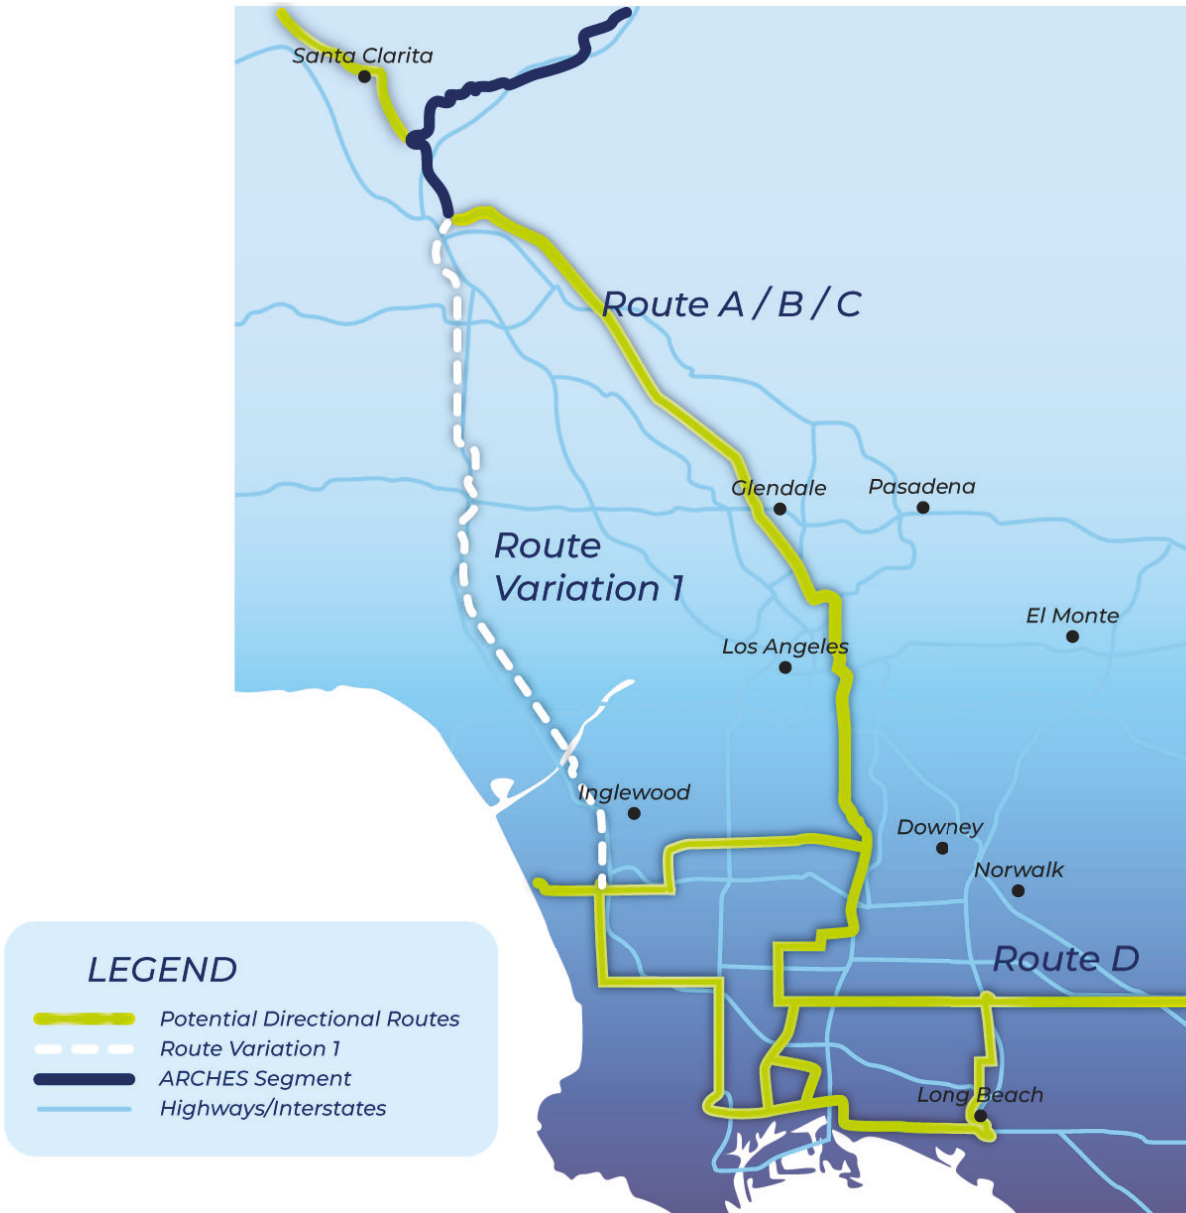 Santa Clarita
Route A / B / C
Glendale
Pasadena
Route
Variation 1
El Monte
Los Angeles
Inglewood
Downey
Norwalk
Route D
Long Beach
LEGEND
Potential Directional Routes
Route Variation 1
ARCHES Segment
Highways/Interstates